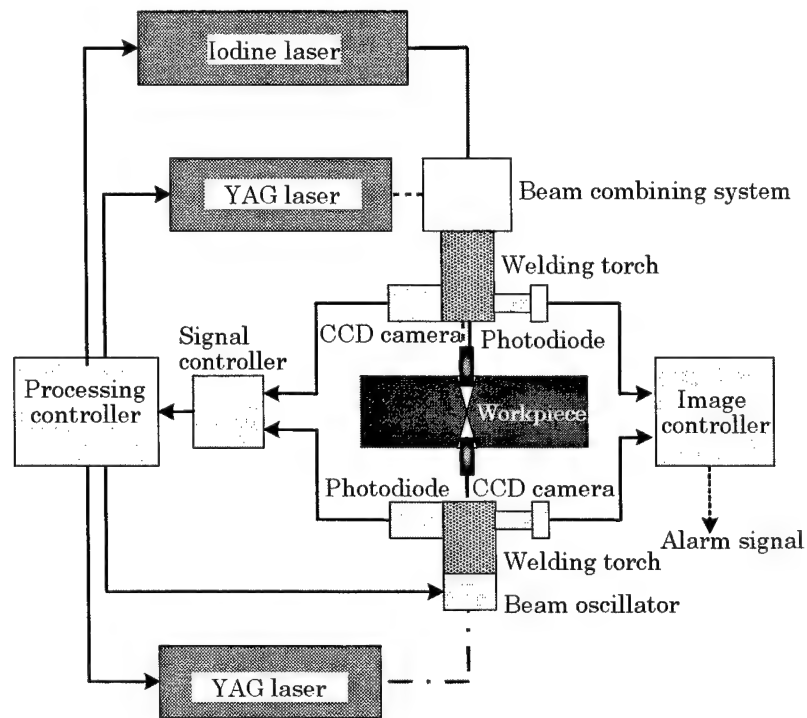 Iodine laser
YAG laser
Beam combining system
Welding torch
CCD camera
Photodiode
Signal
controller
Processing
controller
Workpiece
Image
controller
Photodiode
CCD camera
Alarm signal
Welding torch
Beam oscillator
YAG laser